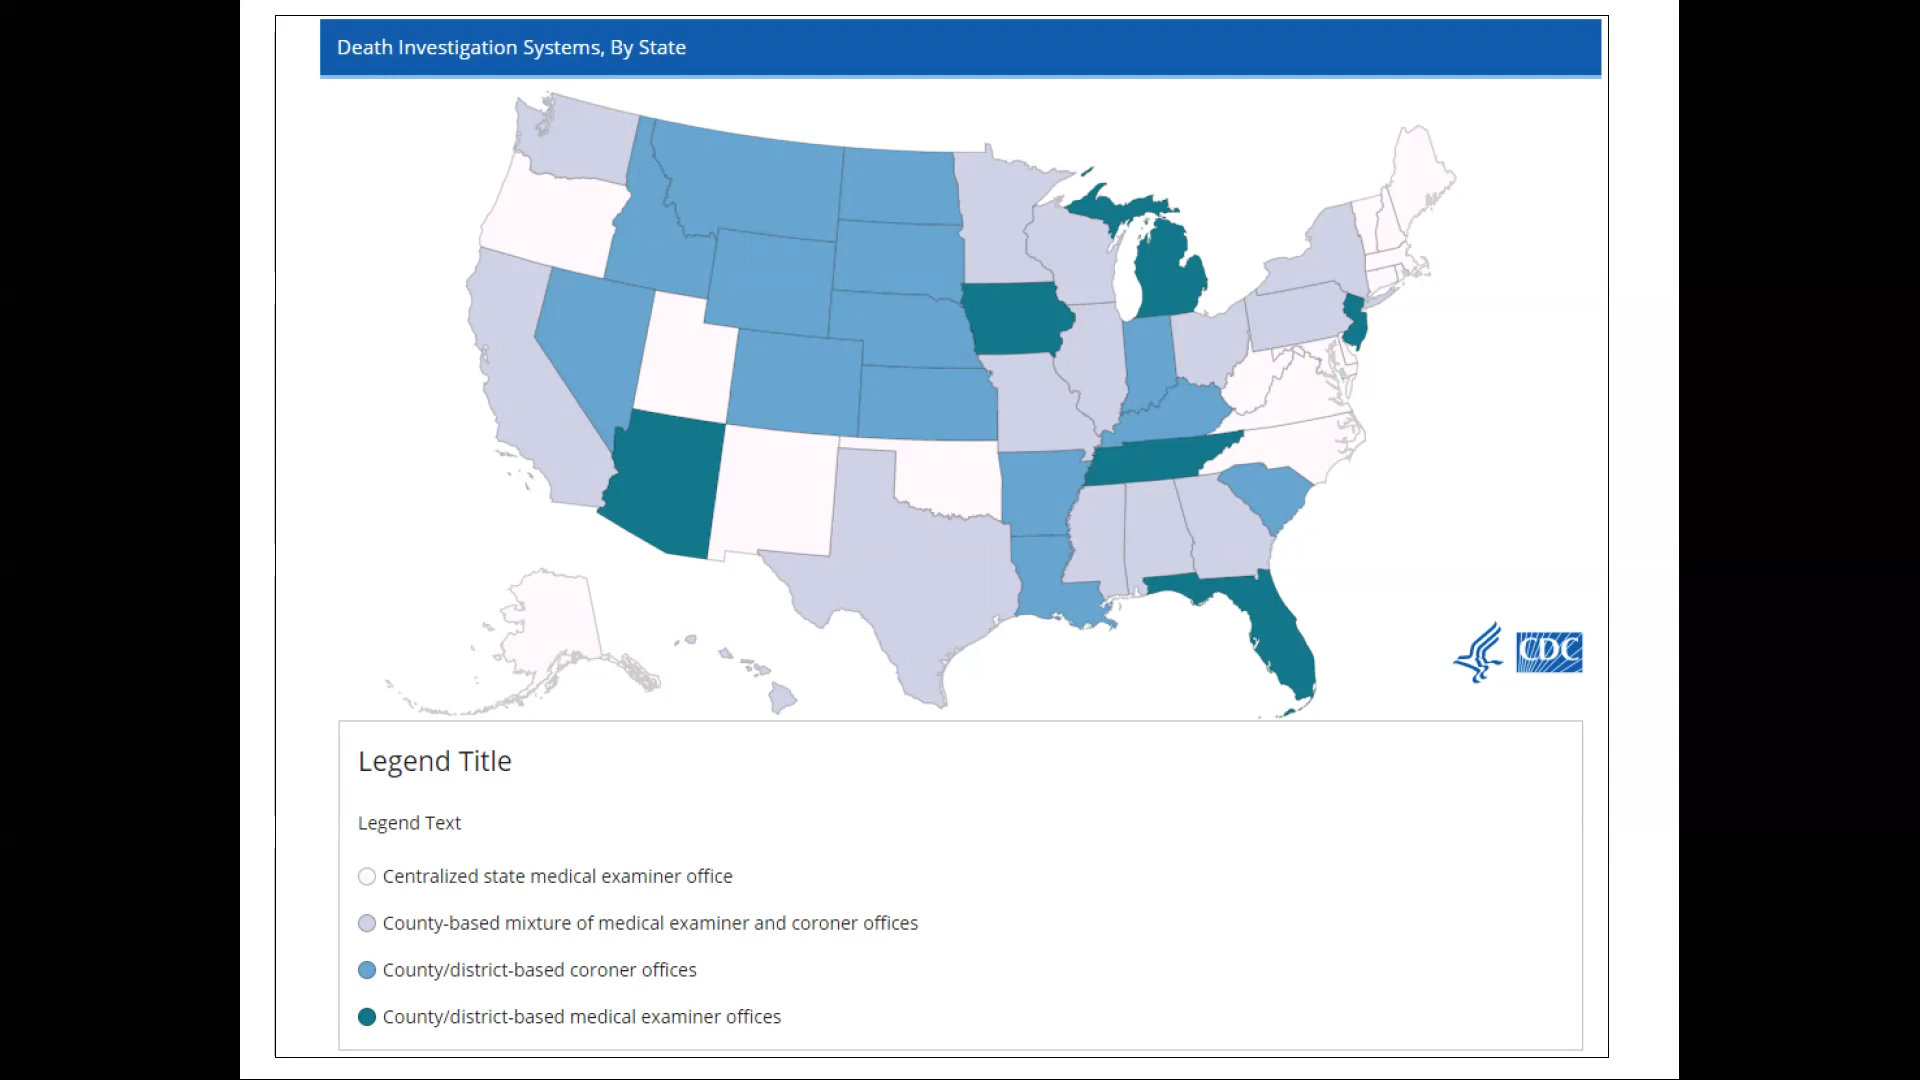 Death Investigation Systems, By State
CDC
Legend Title
Legend Text
Centralized state medical examiner office
County-based mixture of medical examiner and coroner offices
County/district-based coroner offices
County/district-based medical examiner offices